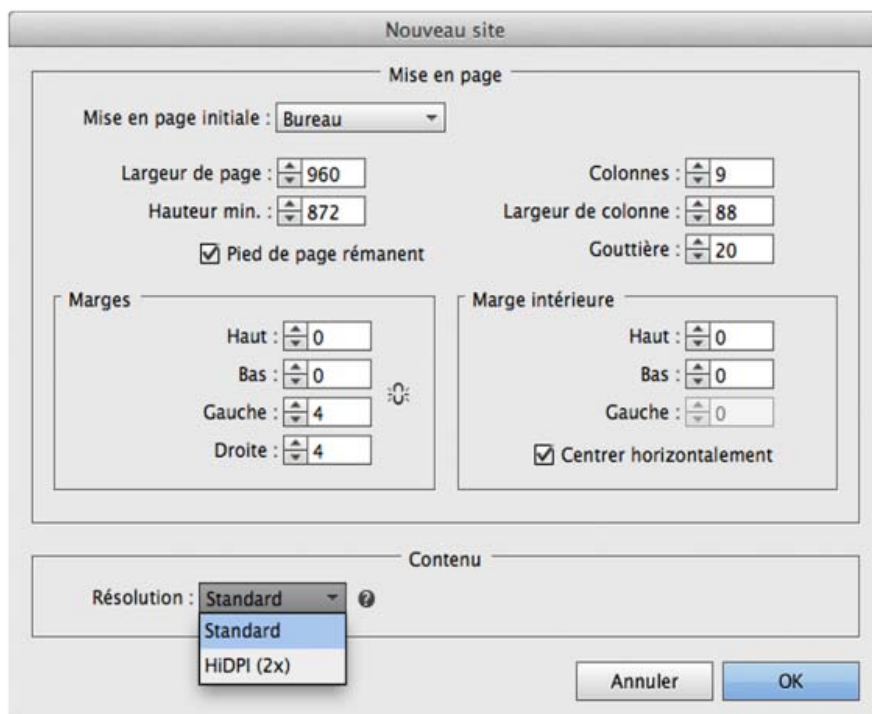 Nouveau site
Mise en page
Mise en page initiale : Bureau
Largeur de page : 960
Colonnes : 9
Hauteur min. : 872
Largeur de colonne : 88
Pied de page rémanent
Gouttière : 20
Marges
Haut : 0
Bas : 0
Gauche : 4
Droite : 4
Marge intérieure
Haut : 0
Bas : 0
Gauche : 0
Centrer horizontalement
Contenu
Résolution : Standard ?
Standard
HiDPI (2x)
Annuler
OK